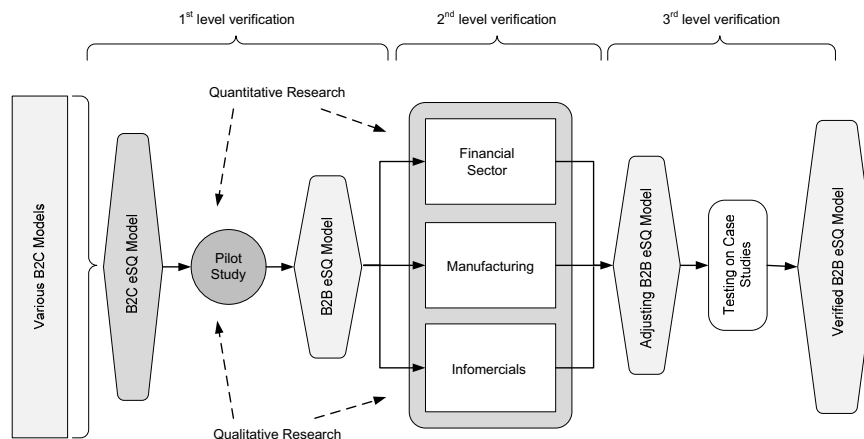 1st level verification
2nd level verification
3rd level verification
Quantitative Research
Various B2C Models
B2C eSQ Model
Pilot
Study
B2B eSQ Model
Financial
Sector
Manufacturing
Infomercials
Adjusting B2B eSQ Model
Testing on Case
Studies
Verified B2B eSQ Model
Qualitative Research